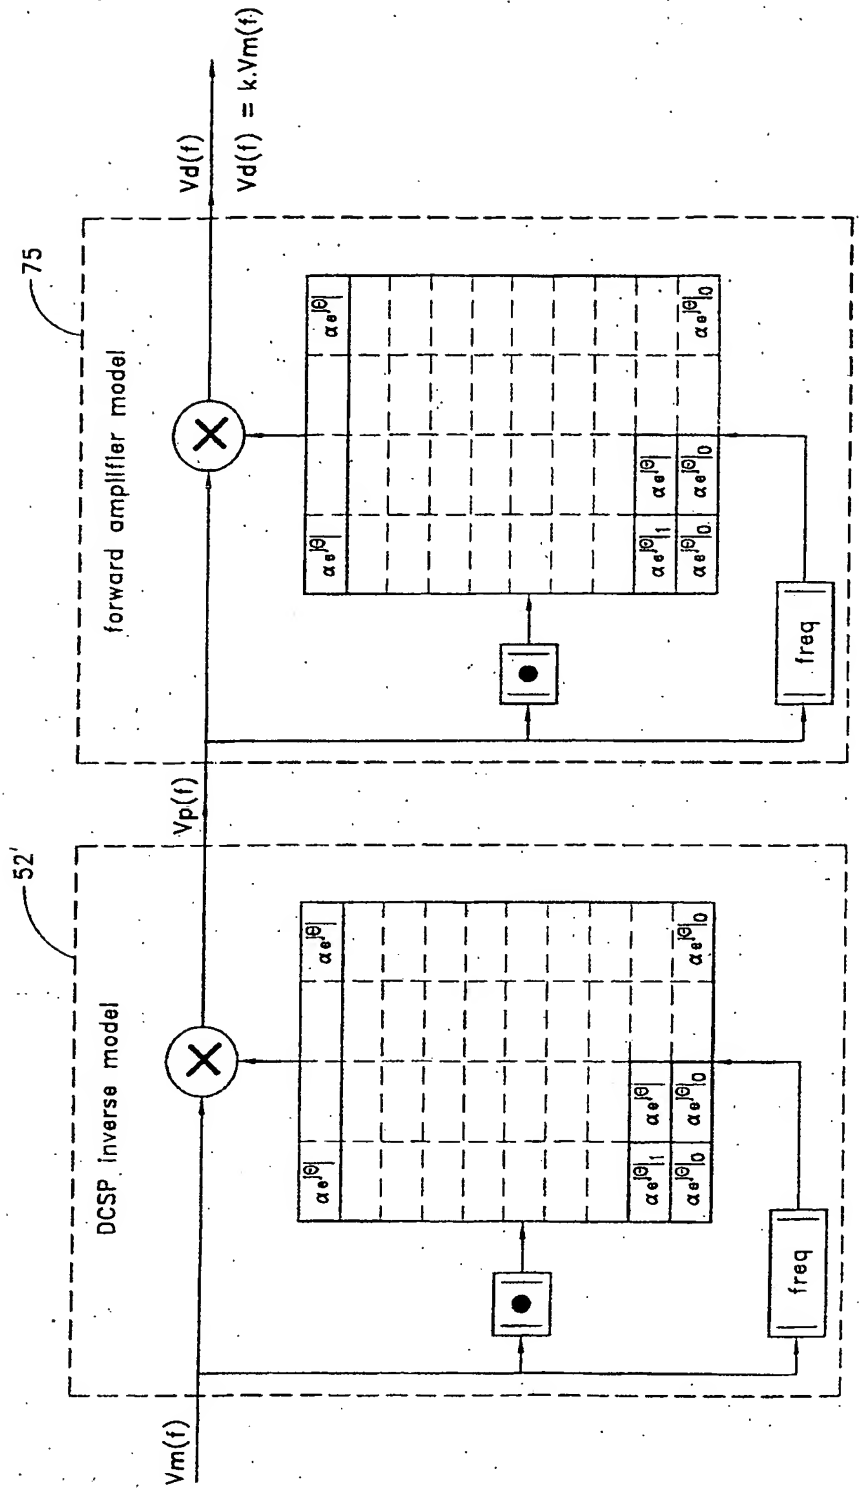 52'
75
DCSP inverse model
forward amplifier model
Vm(f)
Vp(f)
Vd(f)
Vd(f) = k.Vm(f)
αe^jΘ|
αe^jΘ|
αe^jΘ|1
αe^jΘ|
αe^jΘ|0
αe^jΘ|0
αe^jΘ|0
|●|
|freq|
αe^jΘ|
αe^jΘ|
αe^jΘ|1
αe^jΘ|
αe^jΘ|0
αe^jΘ|0
αe^jΘ|0
|●|
|freq|